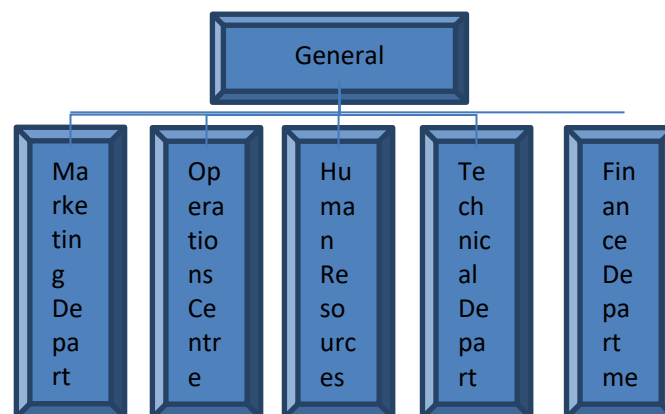 General
Ma
rke
tin
g
De
pa
rt
Op
era
tio
ns
Ce
ntr
e
Hu
ma
n
Re
so
urc
es
Te
ch
nic
al
De
pa
rt
Fin
an
ce
De
pa
rt
me